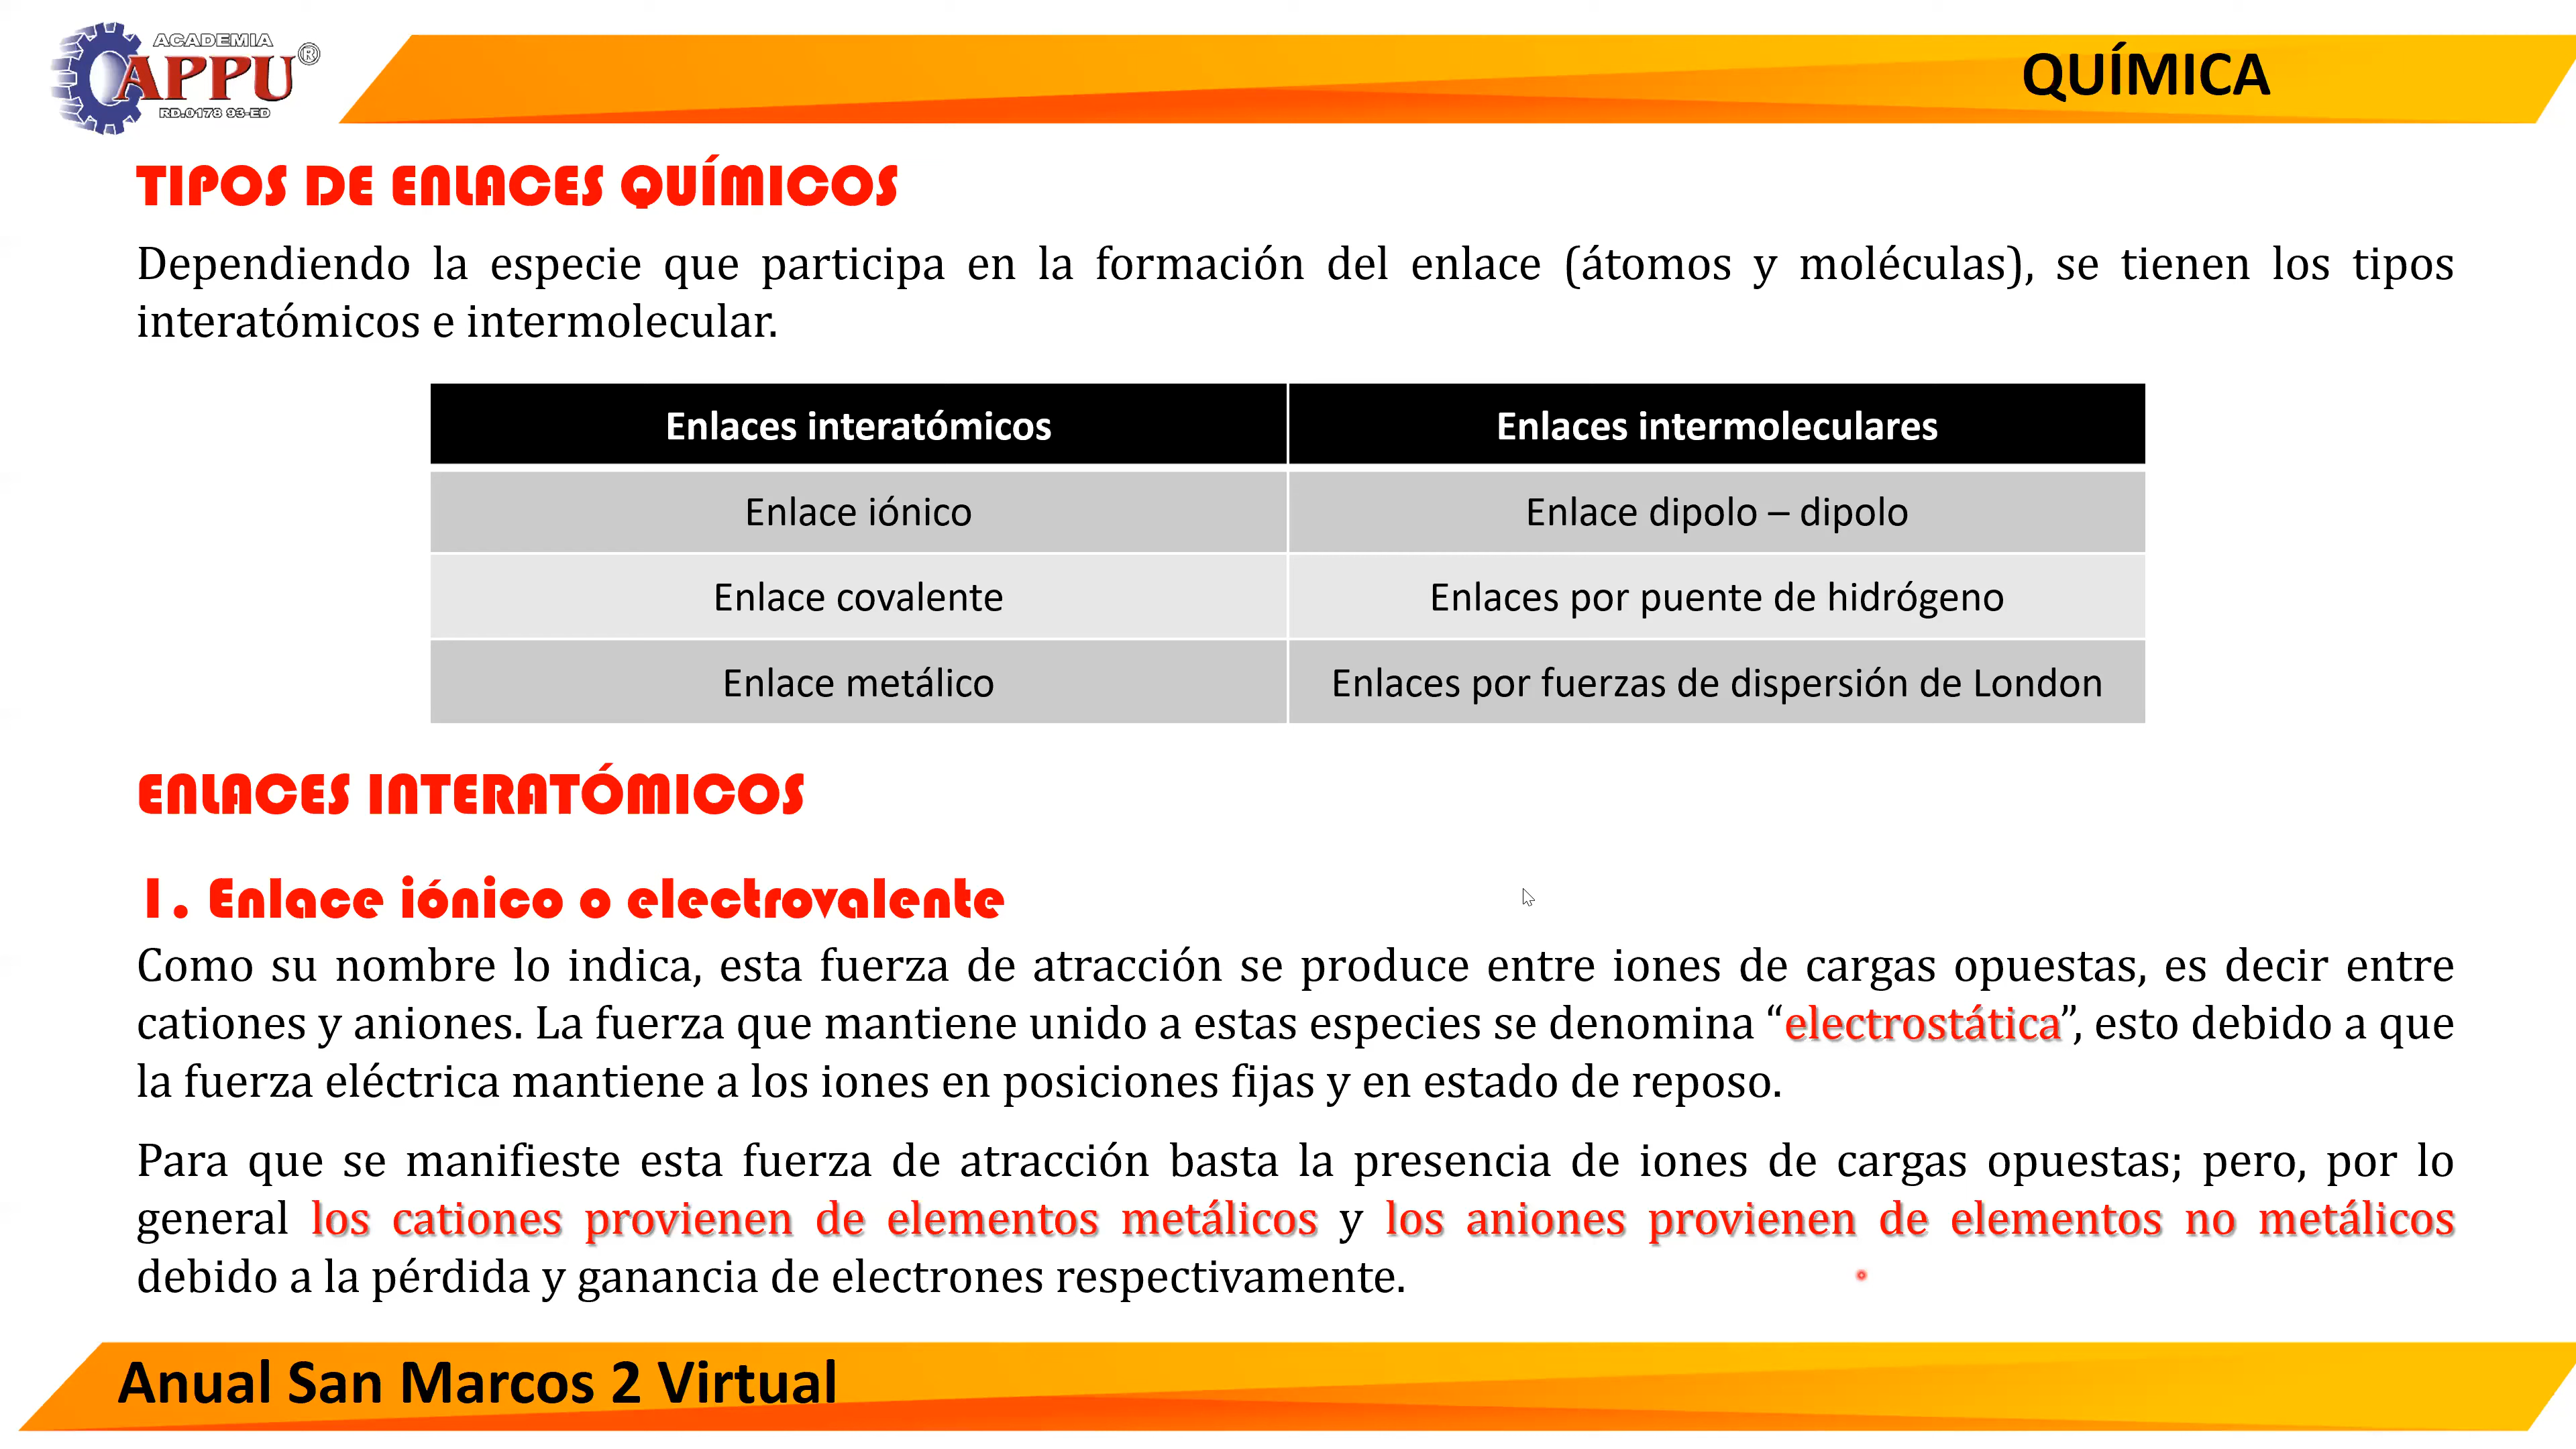 ACADEMIA
APPU®
RD.0178 93-ED
QUÍMICA
TIPOS DE ENLACES QUÍMICOS
Dependiendo la especie que participa en la formación del enlace (átomos y moléculas), se tienen los tipos
interatómicos e intermolecular.
Enlaces interatómicos
Enlaces intermoleculares
Enlace iónico
Enlace dipolo – dipolo
Enlace covalente
Enlaces por puente de hidrógeno
Enlace metálico
Enlaces por fuerzas de dispersión de London
ENLACES INTERATÓMICOS
1. Enlace iónico o electrovalente
Como su nombre lo indica, esta fuerza de atracción se produce entre iones de cargas opuestas, es decir entre
cationes y aniones. La fuerza que mantiene unido a estas especies se denomina “electrostática”, esto debido a que
la fuerza eléctrica mantiene a los iones en posiciones fijas y en estado de reposo.
Para que se manifieste esta fuerza de atracción basta la presencia de iones de cargas opuestas; pero, por lo
general los cationes provienen de elementos metálicos y los aniones provienen de elementos no metálicos
debido a la pérdida y ganancia de electrones respectivamente.
Anual San Marcos 2 Virtual